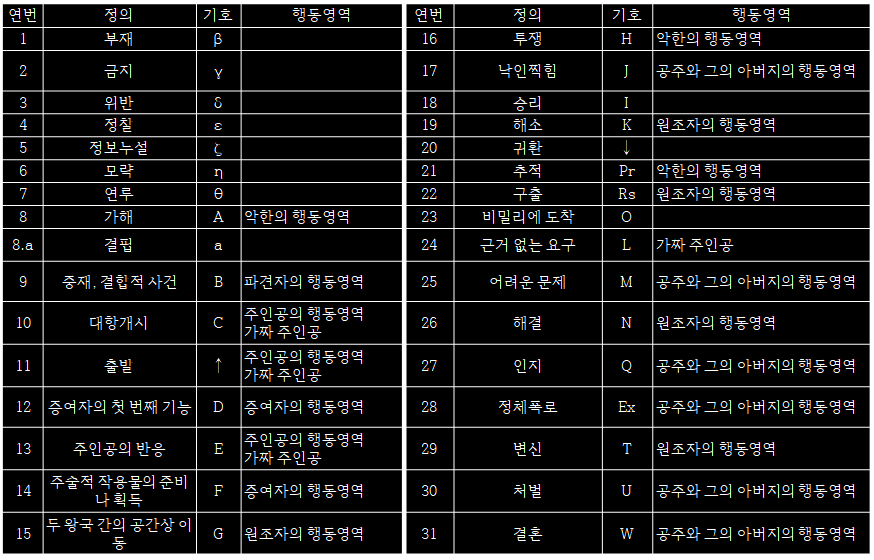 연번 정의 기호 행동영역
1 부재 β
2 금지 γ
3 위반 δ
4 정칠 ε
5 정보누설 ζ
6 모략 η
7 연루 θ
8 가해 A 악한의 행동영역
8.a 결핍 a
9 중재, 결합적 사건 B 파견자의 행동영역
10 대항개시 C 주인공의 행동영역
가짜 주인공
11 출발 ↑ 주인공의 행동영역
가짜 주인공
12 증여자의 첫 번째 기능 D 증여자의 행동영역
13 주인공의 반응 E 주인공의 행동영역
가짜 주인공
14 주술적 작용물의 준비
나 획득 F 증여자의 행동영역
15 두 왕국 간의 공간상 이
동 G 원조자의 행동영역
연번 정의 기호 행동영역
16 투쟁 H 악한의 행동영역
17 낙인찍힘 J 공주와 그의 아버지의 행동영역
18 승리 I
19 해소 K 원조자의 행동영역
20 귀환 ↓
21 추적 Pr 악한의 행동영역
22 구출 Rs 원조자의 행동영역
23 비밀리에 도착 O
24 근거 없는 요구 L 가짜 주인공
25 어려운 문제 M 공주와 그의 아버지의 행동영역
26 해결 N 원조자의 행동영역
27 인지 Q 공주와 그의 아버지의 행동영역
28 정체폭로 Ex 공주와 그의 아버지의 행동영역
29 변신 T 원조자의 행동영역
30 처벌 U 공주와 그의 아버지의 행동영역
31 결혼 W 공주와 그의 아버지의 행동영역